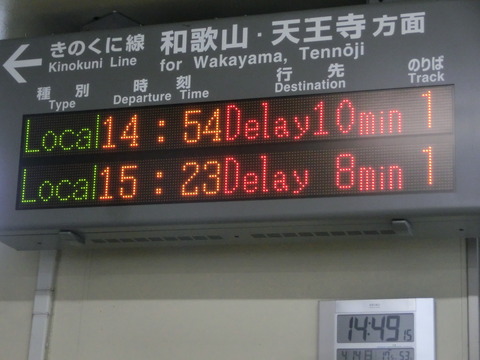 きのくに線 和歌山・天王寺方面
Kinokuni Line for Wakayama, Tennōji
種別 時刻 行先 のりば
Type Departure Time Destination Track
Local 14:54 Delay10min 1
Local 15:23 Delay 8min 1
14:49 15